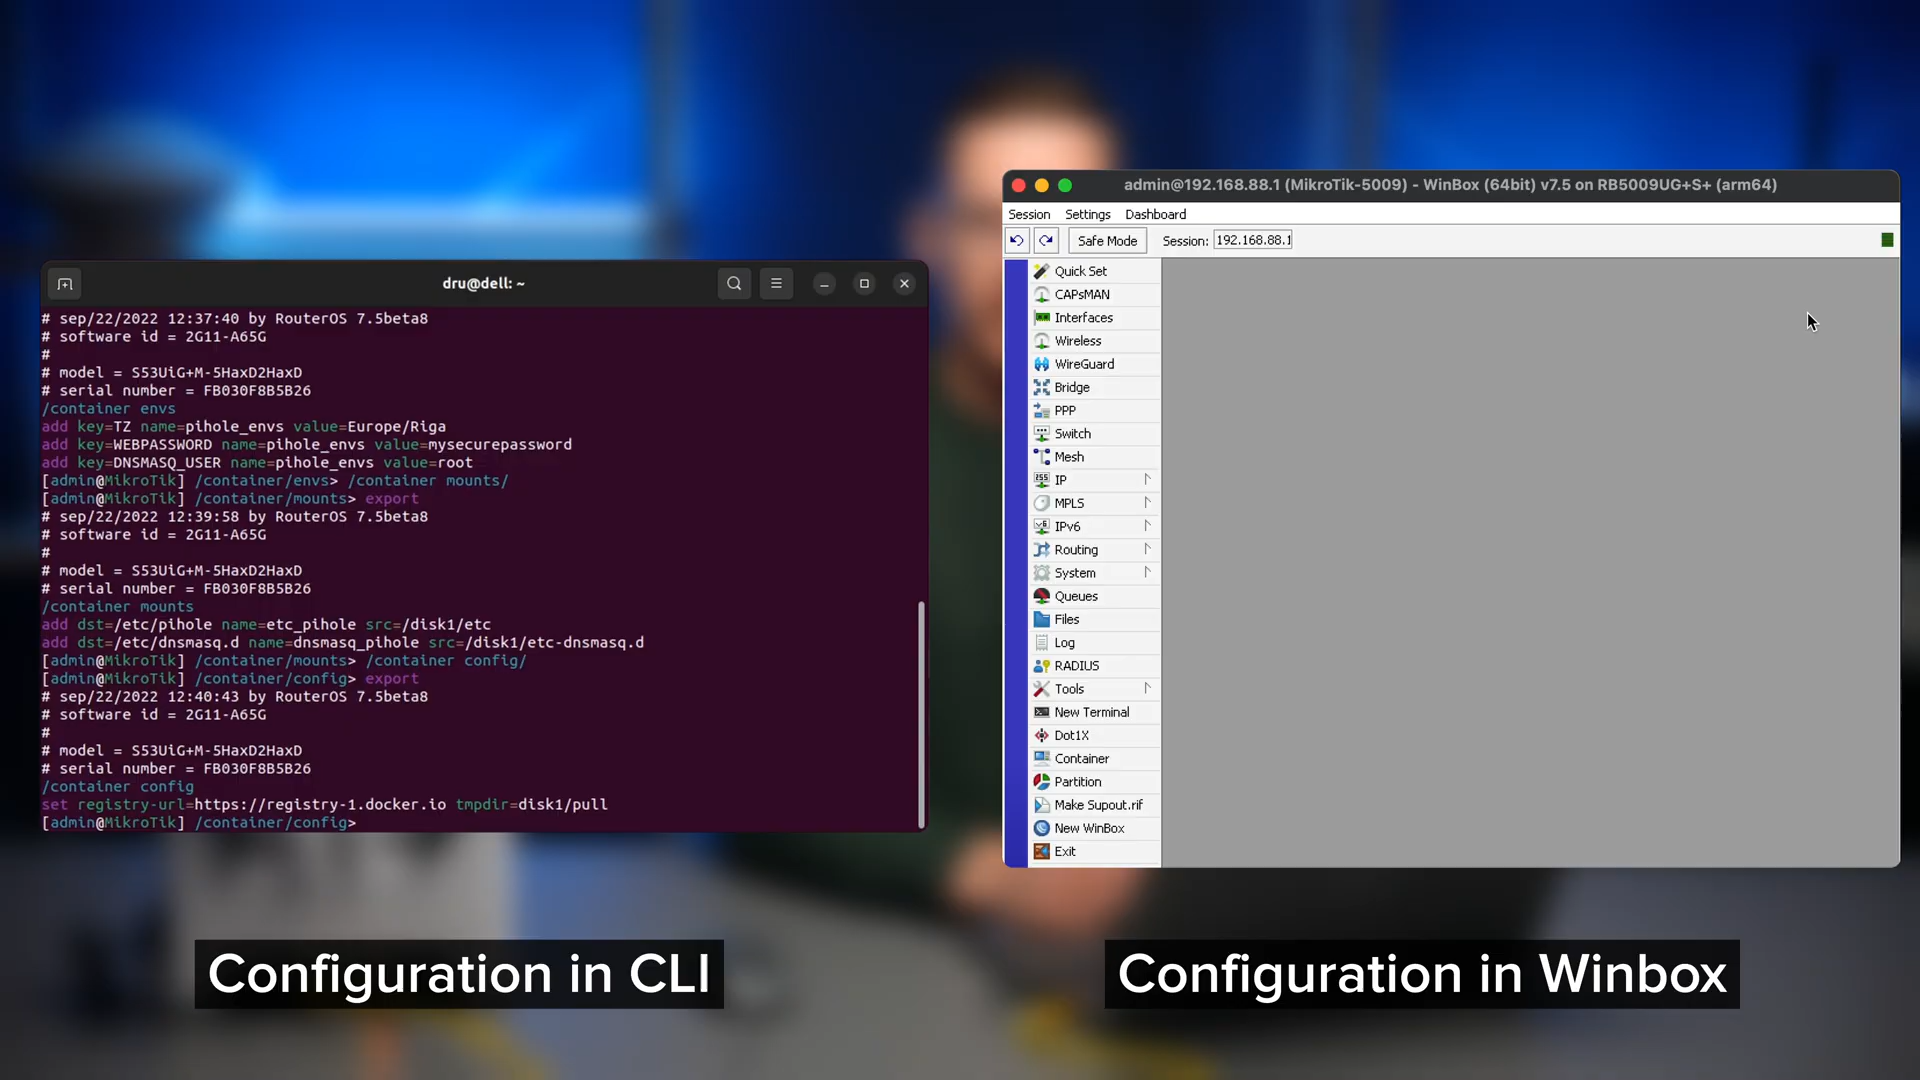 dru@dell: ~
# sep/22/2022 12:37:40 by RouterOS 7.5beta8
# software id = 2G11-A65G
#
# model = S53UiG+M-5HaxD2HaxD
# serial number = FB030F8B5B26
/container envs
add key=TZ name=pihole_envs value=Europe/Riga
add key=WEBPASSWORD name=pihole_envs value=mysecurepassword
add key=DNSMASQ_USER name=pihole_envs value=root
[admin@MikroTik] /container/envs> /container mounts/
[admin@MikroTik] /container/mounts> export
# sep/22/2022 12:39:58 by RouterOS 7.5beta8
# software id = 2G11-A65G
#
# model = S53UiG+M-5HaxD2HaxD
# serial number = FB030F8B5B26
/container mounts
add dst=/etc/pihole name=etc_pihole src=/disk1/etc
add dst=/etc/dnsmasq.d name=dnsmasq_pihole src=/disk1/etc-dnsmasq.d
[admin@MikroTik] /container/mounts> /container config/
[admin@MikroTik] /container/config> export
# sep/22/2022 12:40:43 by RouterOS 7.5beta8
# software id = 2G11-A65G
#
# model = S53UiG+M-5HaxD2HaxD
# serial number = FB030F8B5B26
/container config
set registry-url=https://registry-1.docker.io tmpdir=disk1/pull
[admin@MikroTik] /container/config>
Configuration in CLI
admin@192.168.88.1 (MikroTik-5009) - WinBox (64bit) v7.5 on RB5009UG+S+ (arm64)
Session Settings Dashboard
Safe Mode Session: 192.168.88.1
Quick Set
CAPsMAN
Interfaces
Wireless
WireGuard
Bridge
PPP
Switch
Mesh
IP
MPLS
IPv6
Routing
System
Queues
Files
Log
RADIUS
Tools
New Terminal
Dot1X
Container
Partition
Make Supout.rif
New WinBox
Exit
Configuration in Winbox